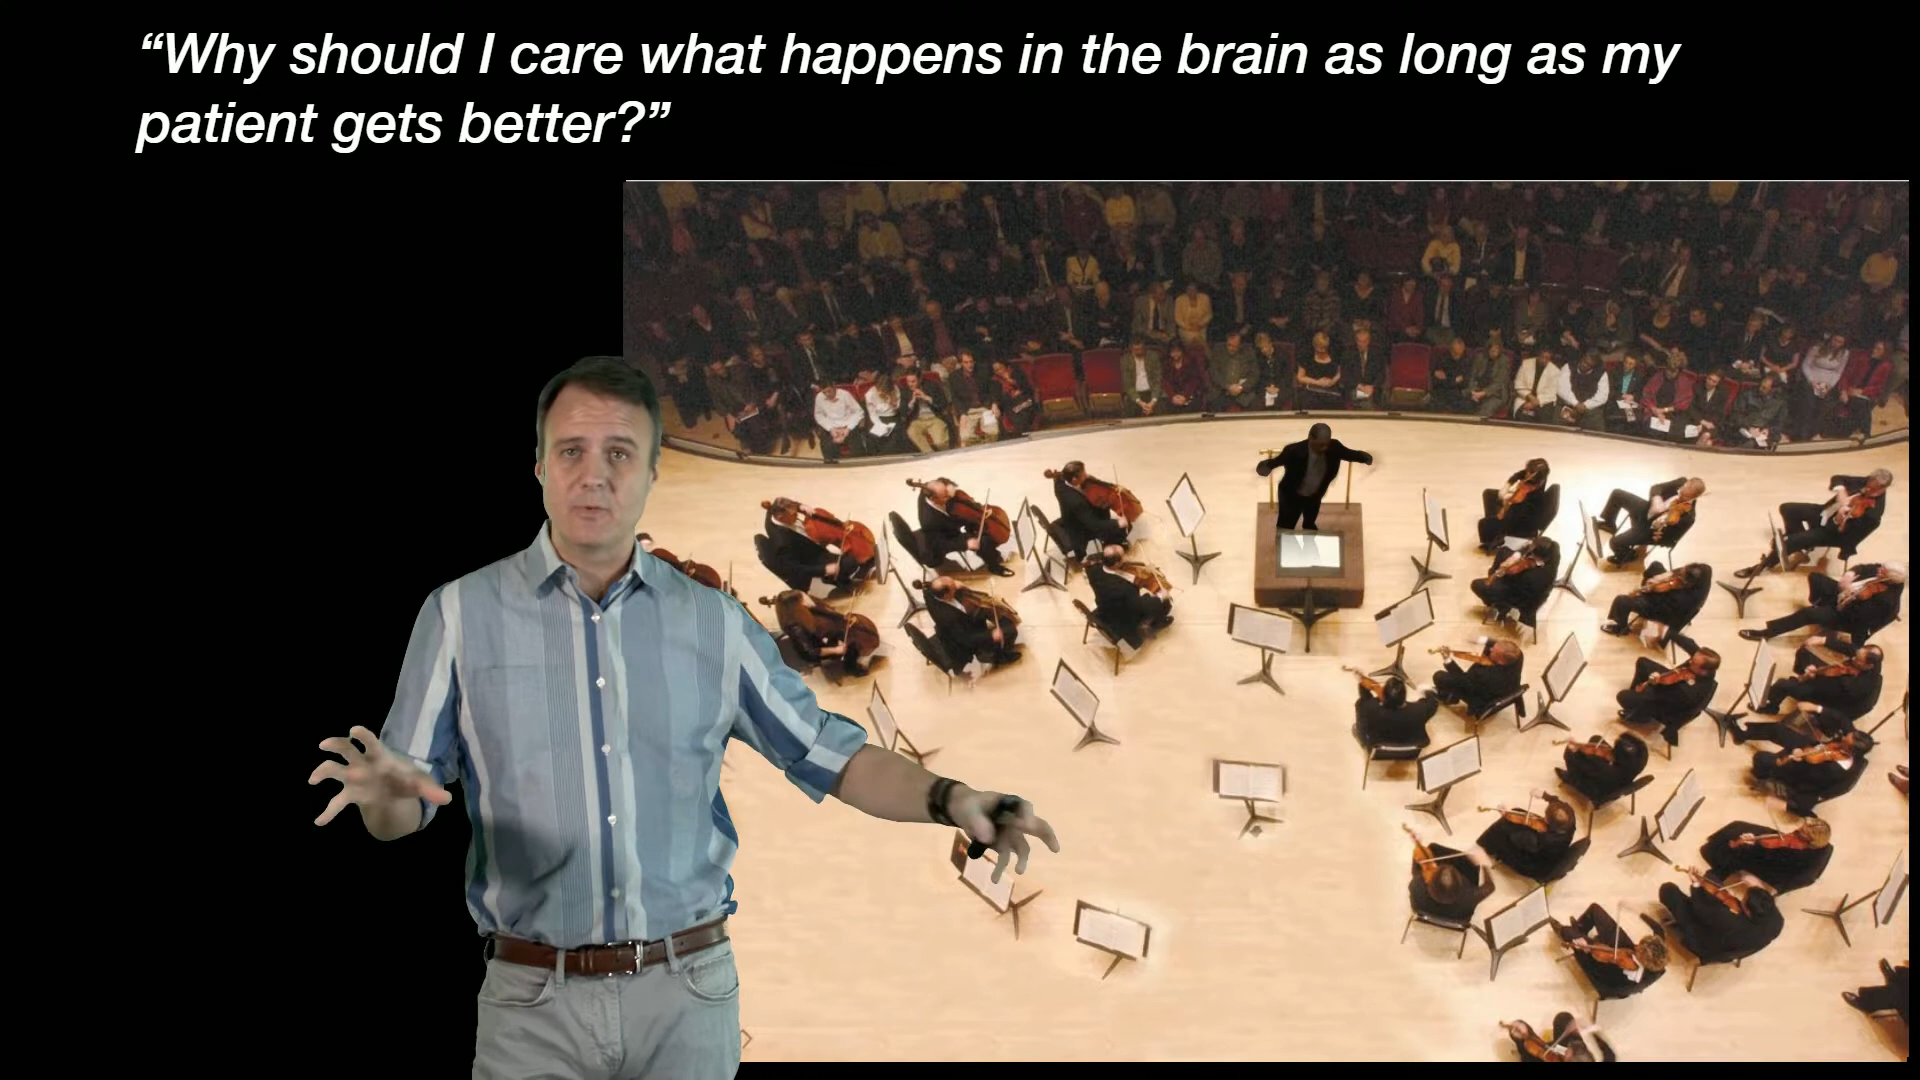 “Why should I care what happens in the brain as long as my
patient gets better?”